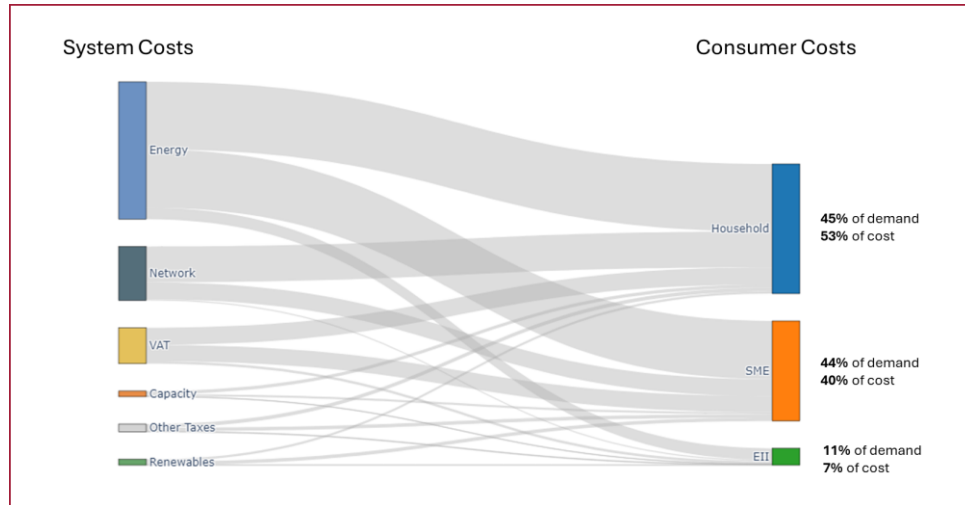 System Costs
Consumer Costs
Energy
Network
VAT
Capacity
Other Taxes
Renewables
Household
45% of demand
53% of cost
SME
44% of demand
40% of cost
EII
11% of demand
7% of cost